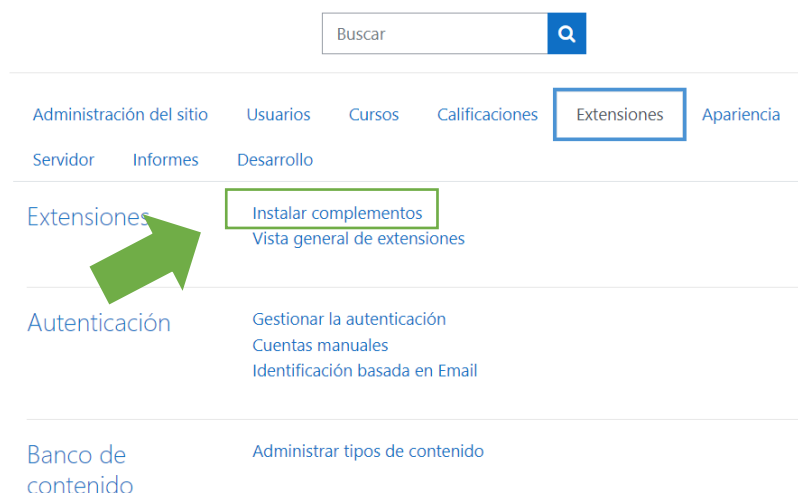 Buscar
Administración del sitio Usuarios Cursos Calificaciones Extensiones Apariencia
Servidor Informes Desarrollo
Extensiones
Instalar complementos
Vista general de extensiones
Autenticación
Gestionar la autenticación
Cuentas manuales
Identificación basada en Email
Banco de
contenido
Administrar tipos de contenido